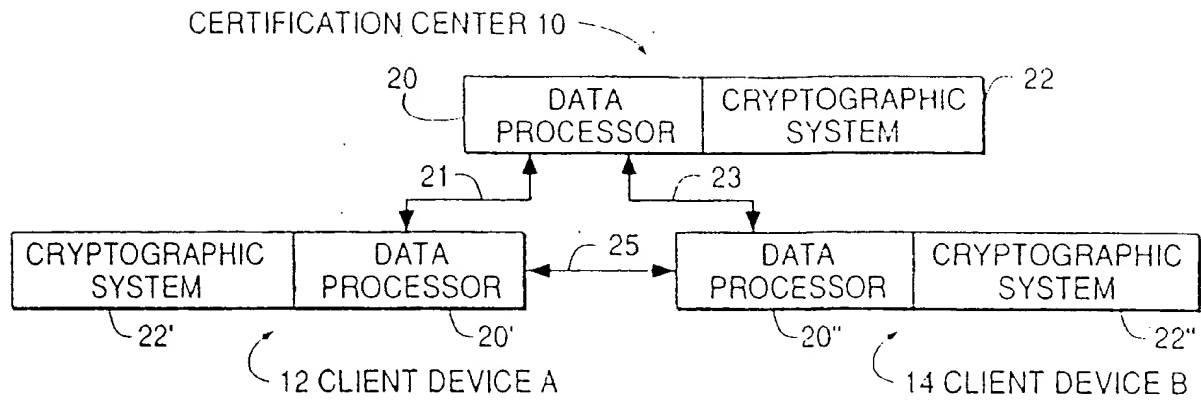 CERTIFICATION CENTER 10
20
DATA
PROCESSOR
CRYPTOGRAPHIC
SYSTEM
22
21
23
CRYPTOGRAPHIC
SYSTEM
DATA
PROCESSOR
25
DATA
PROCESSOR
CRYPTOGRAPHIC
SYSTEM
22'
20'
20"
22"
12 CLIENT DEVICE A
14 CLIENT DEVICE B